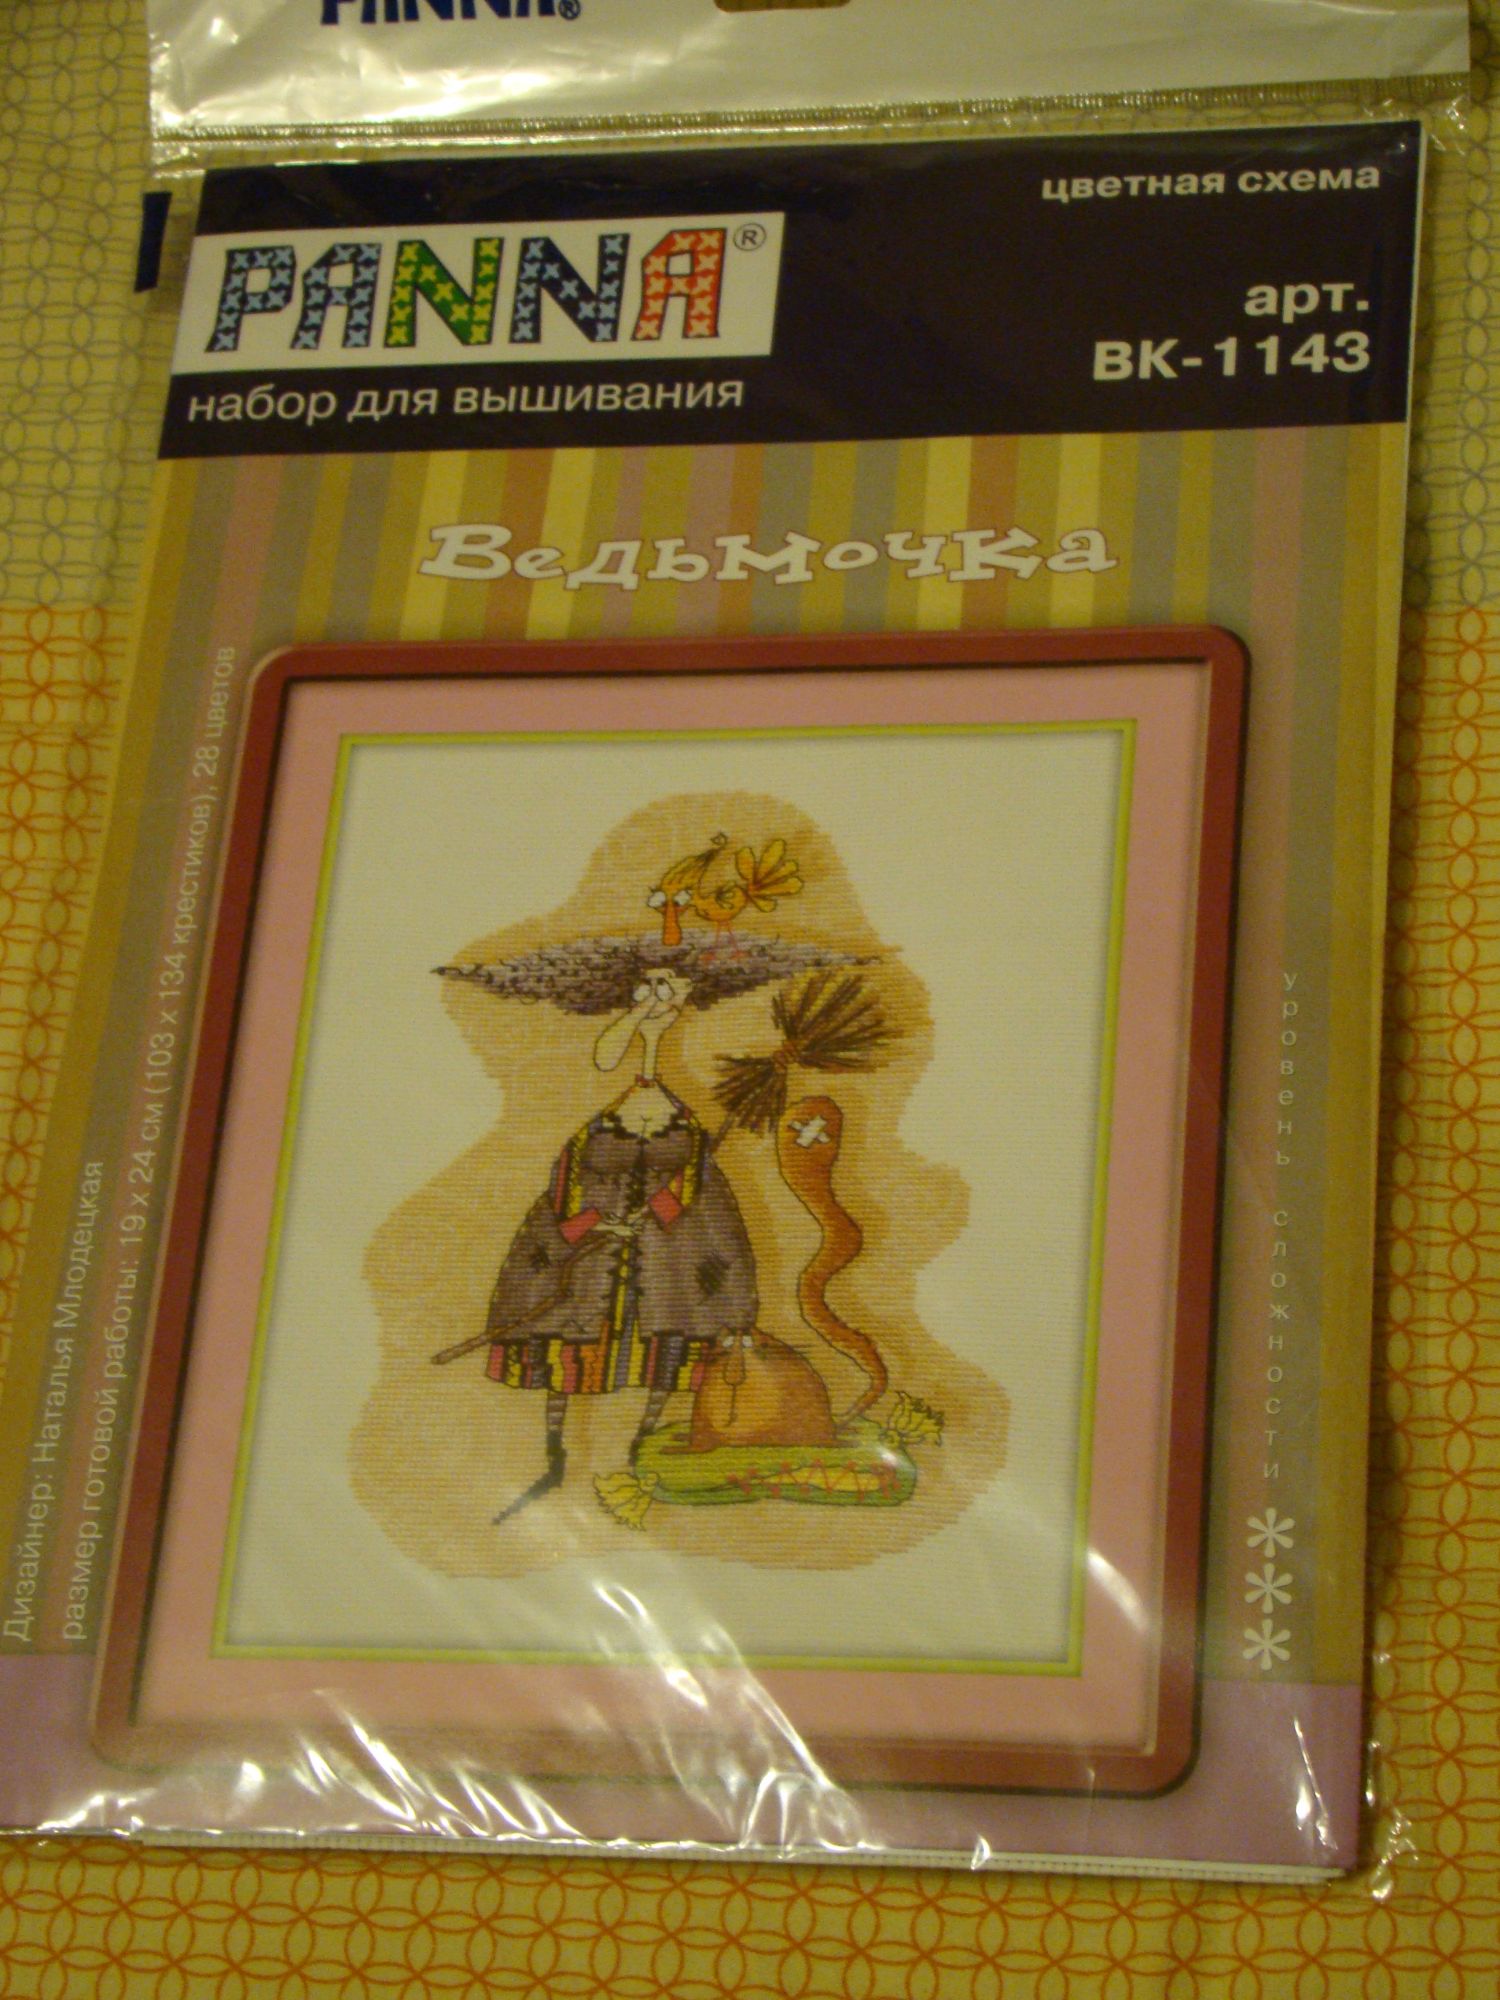 PANNA®
цветная схема
PANNA®
арт.
ВК-1143
набор для вышивания
Ведьмочка
Дизайнер: Наталья Млодецкая
размер готовой работы: 19 х 24 см (103 х 134 крестиков), 28 цветов
уровень сложности